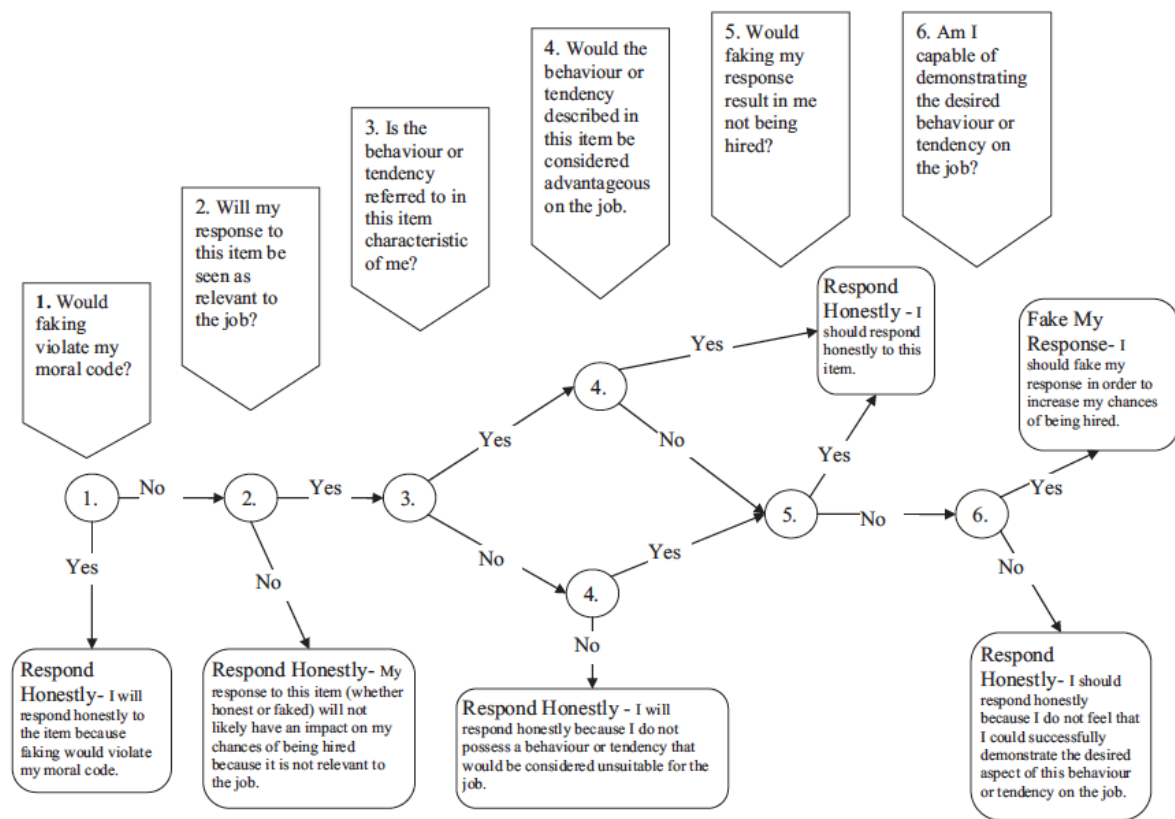 1. Would
faking
violate my
moral code?
2. Will my
response to
this item be
seen as
relevant to
the job?
3. Is the
behaviour or
tendency
referred to in
this item
characteristic
of me?
4. Would the
behaviour or
tendency
described in
this item be
considered
advantageous
on the job.
5. Would
faking my
response
result in me
not being
hired?
6. Am I
capable of
demonstrating
the desired
behaviour or
tendency on
the job?
1.
No
Yes
2.
Yes
No
3.
Yes
No
4.
Yes
No
4.
Yes
No
5.
Yes
No
6.
Yes
No
Respond
Honestly - I
should respond
honestly to this
item.
Fake My
Response- I
should fake my
response in order to
increase my chances
of being hired.
Respond
Honestly- I will
respond honestly to
the item because
faking would violate
my moral code.
Respond Honestly- My
response to this item (whether
honest or faked) will not
likely have an impact on my
chances of being hired
because it is not relevant to
the job.
Respond Honestly - I will
respond honestly because I do not
possess a behaviour or tendency that
would be considered unsuitable for the
job.
Respond
Honestly- I should
respond honestly
because I do not feel that
I could successfully
demonstrate the desired
aspect of this behaviour
or tendency on the job.